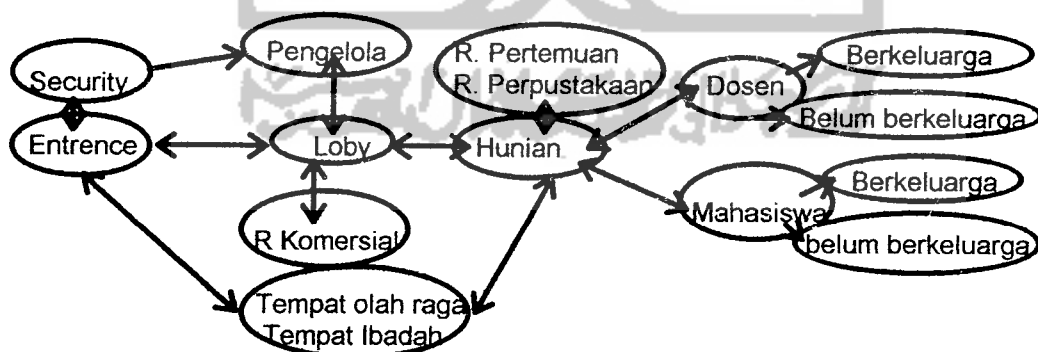 Security
Pengelola
R. Pertemuan
R. Perpustakaan
Dosen
Berkeluarga
Belum berkeluarga
Entrence
Loby
Hunian
Mahasiswa
Berkeluarga
belum berkeluarga
R Komersial
Tempat olah raga
Tempat Ibadah